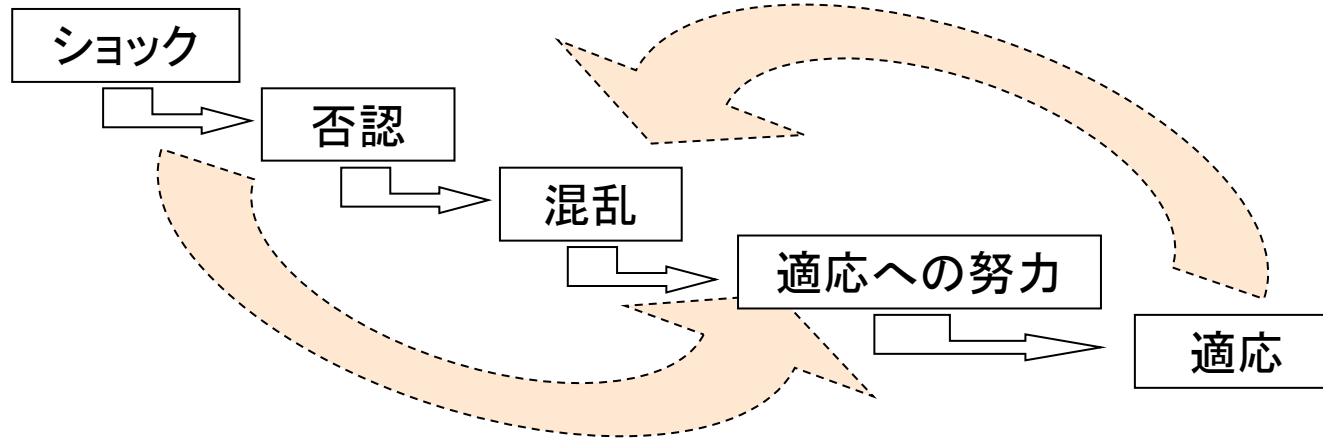 ショック
否認
混乱
適応への努力
適応